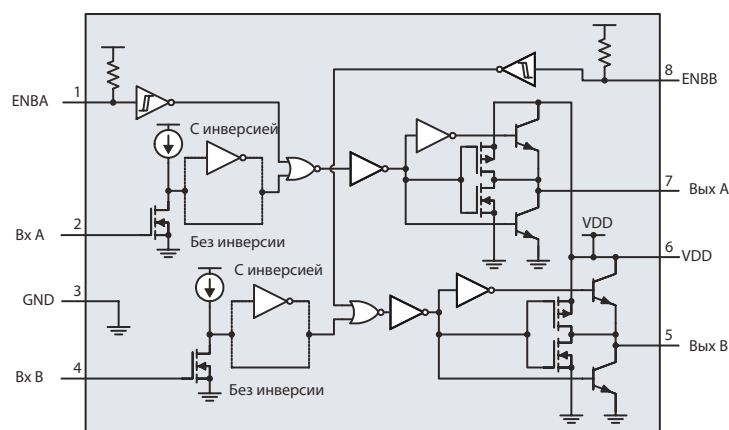 1
ENBA
С инверсией
8
ENBB
7
Вых A
2
Вх A
Без инверсии
VDD
6
VDD
С инверсией
3
GND
5
Вых B
4
Вх B
Без инверсии